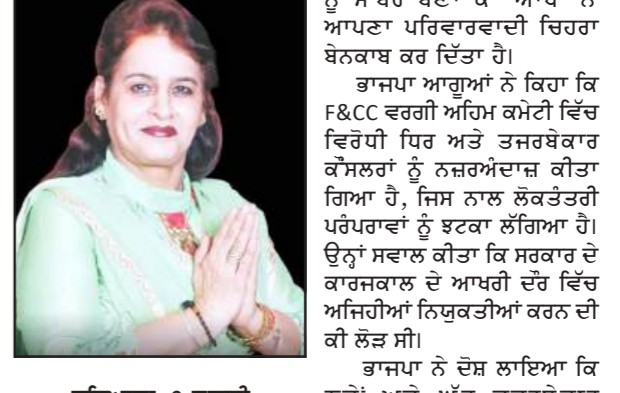 ਆਪਣਾ ਪਰਿਵਾਰਵਾਦੀ ਚਿਹਰਾ
ਬੇਨਕਾਬ ਕਰ ਦਿੱਤਾ ਹੈ।
ਭਾਜਪਾ ਆਗੂਆਂ ਨੇ ਕਿਹਾ ਕਿ
F&CC ਵਰਗੀ ਅਹਿਮ ਕਮੇਟੀ ਵਿੱਚ
ਵਿਰੋਧੀ ਧਿਰ ਅਤੇ ਤਜਰਬੇਕਾਰ
ਕੌਂਸਲਰਾਂ ਨੂੰ ਨਜ਼ਰਅੰਦਾਜ਼ ਕੀਤਾ
ਗਿਆ ਹੈ, ਜਿਸ ਨਾਲ ਲੋਕਤੰਤਰੀ
ਪਰੰਪਰਾਵਾਂ ਨੂੰ ਝਟਕਾ ਲੱਗਿਆ ਹੈ।
ਉਨ੍ਹਾਂ ਸਵਾਲ ਕੀਤਾ ਕਿ ਸਰਕਾਰ ਦੇ
ਕਾਰਜਕਾਲ ਦੇ ਆਖਰੀ ਦੌਰ ਵਿੱਚ
ਅਜਿਹੀਆਂ ਨਿਯੁਕਤੀਆਂ ਕਰਨ ਦੀ
ਕੀ ਲੋੜ ਸੀ।
ਭਾਜਪਾ ਨੇ ਦੋਸ਼ ਲਾਇਆ ਕਿ